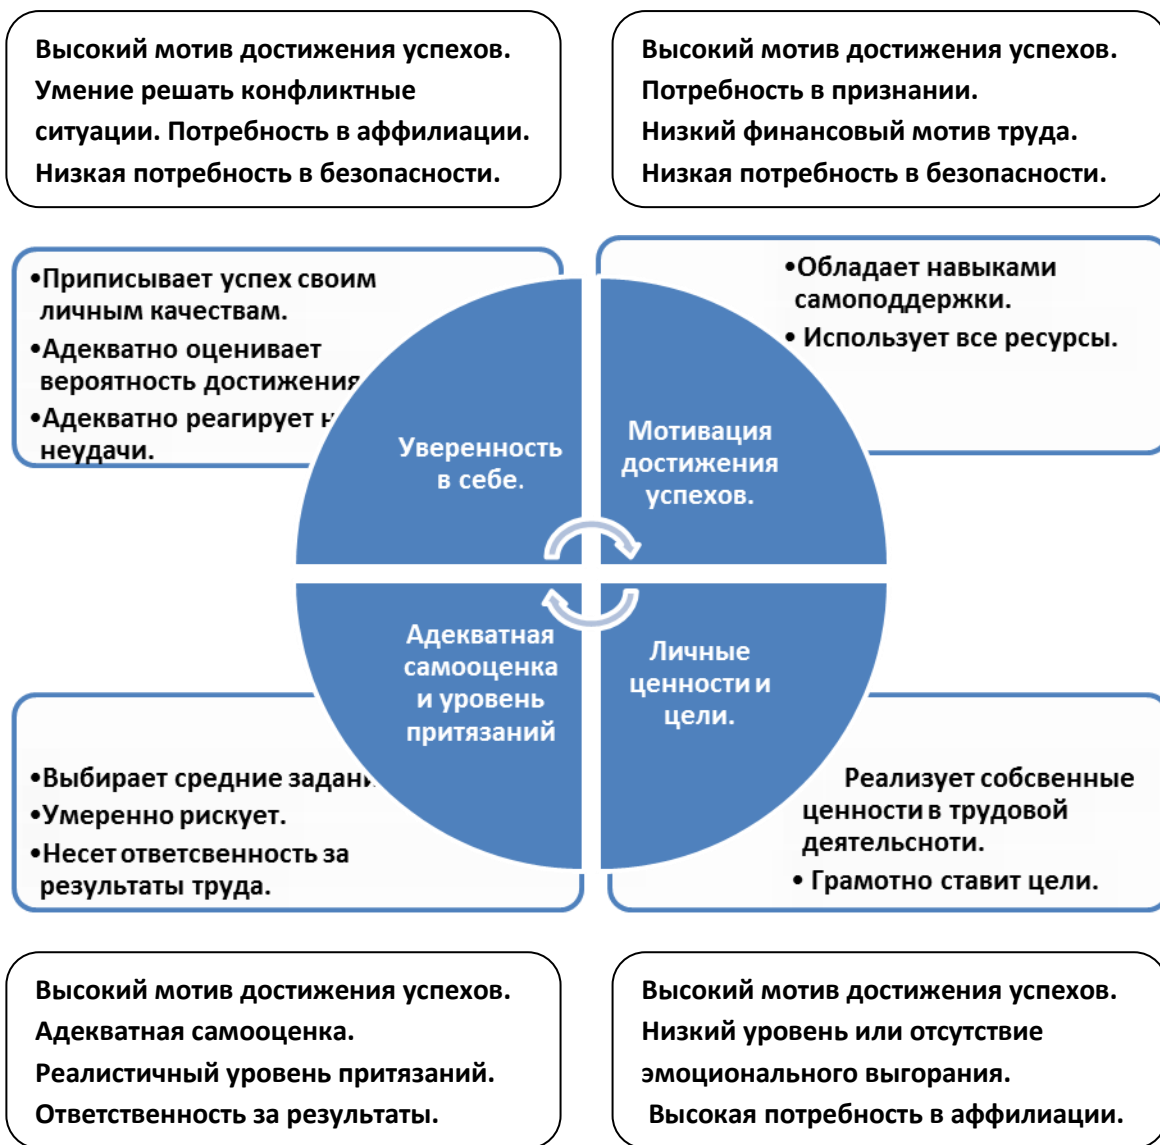 Высокий мотив достижения успехов.
Умение решать конфликтные
ситуации. Потребность в аффилиации.
Низкая потребность в безопасности.
Высокий мотив достижения успехов.
Потребность в признании.
Низкий финансовый мотив труда.
Низкая потребность в безопасности.
•Приписывает успех своим
личным качествам.
•Адекватно оценивает
вероятность достижения
•Адекватно реагирует н
неудачи.
•Обладает навыками
самоподдержки.
• Использует все ресурсы.
Уверенность
в себе.
Мотивация
достижения
успехов.
Адекватная
самооценка
и уровень
притязаний
Личные
ценности и
цели.
•Выбирает средние задани
•Умеренно рискует.
•Несет ответсвенность за
результаты труда.
Реализует собсвенные
ценности в трудовой
деятельсноти.
• Грамотно ставит цели.
Высокий мотив достижения успехов.
Адекватная самооценка.
Реалистичный уровень притязаний.
Ответственность за результаты.
Высокий мотив достижения успехов.
Низкий уровень или отсутствие
эмоционального выгорания.
Высокая потребность в аффилиации.